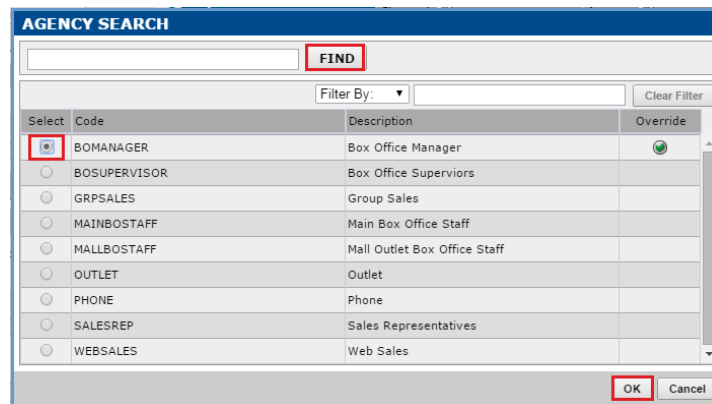 AGENCY SEARCH
FIND
Filter By: Clear Filter
Select Code Description Override
BOMANAGER Box Office Manager
BOSUPERVISOR Box Office Superviors
GRPSALES Group Sales
MAINBOSTAFF Main Box Office Staff
MALLBOSTAFF Mall Outlet Box Office Staff
OUTLET Outlet
PHONE Phone
SALESREP Sales Representatives
WEBSALES Web Sales
OK Cancel